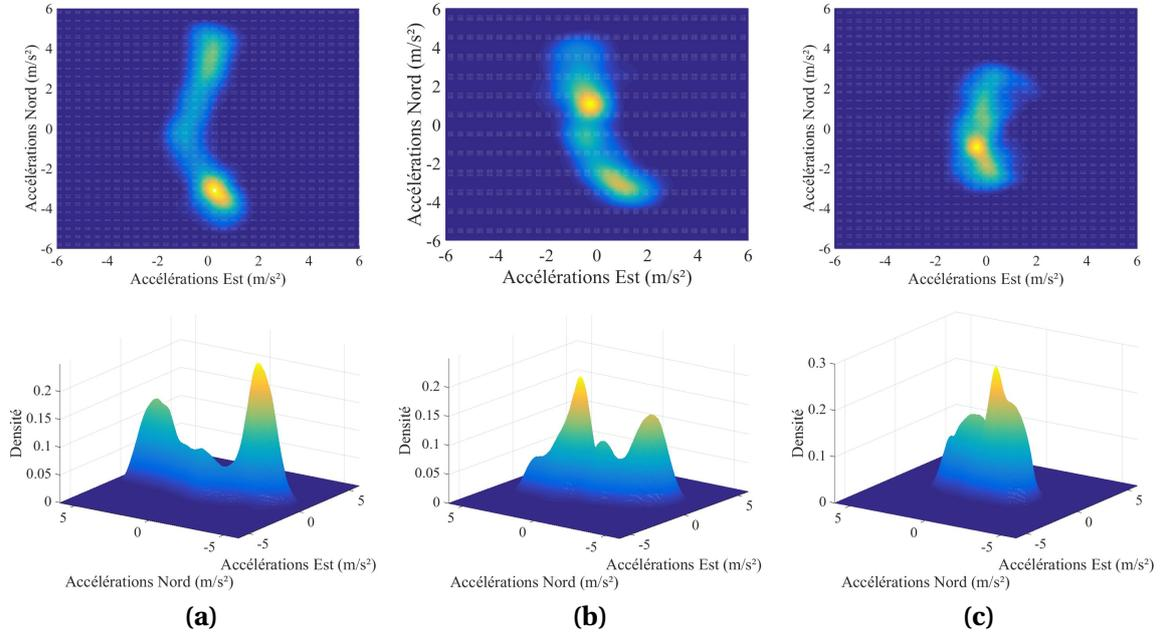 Accélérations Nord (m/s²)
6
4
2
0
-2
-4
-6
-6 -4 -2 0 2 4 6
Accélérations Est (m/s²)
Accélérations Nord (m/s²)
6
4
2
0
-2
-4
-6
-6 -4 -2 0 2 4 6
Accélérations Est (m/s²)
Accélérations Nord (m/s²)
6
4
2
0
-2
-4
-6
-6 -4 -2 0 2 4 6
Accélérations Est (m/s²)
Densité
0.2
0.15
0.1
0.05
0
5 0 -5
-5 0 5
Accélérations Est (m/s²)
Accélérations Nord (m/s²)
(a)
Densité
0.2
0.15
0.1
0.05
0
5 0 -5
-5 0 5
Accélérations Est (m/s²)
Accélérations Nord (m/s²)
(b)
Densité
0.3
0.2
0.1
0
5 0 -5
-5 0 5
Accélérations Est (m/s²)
Accélérations Nord (m/s²)
(c)